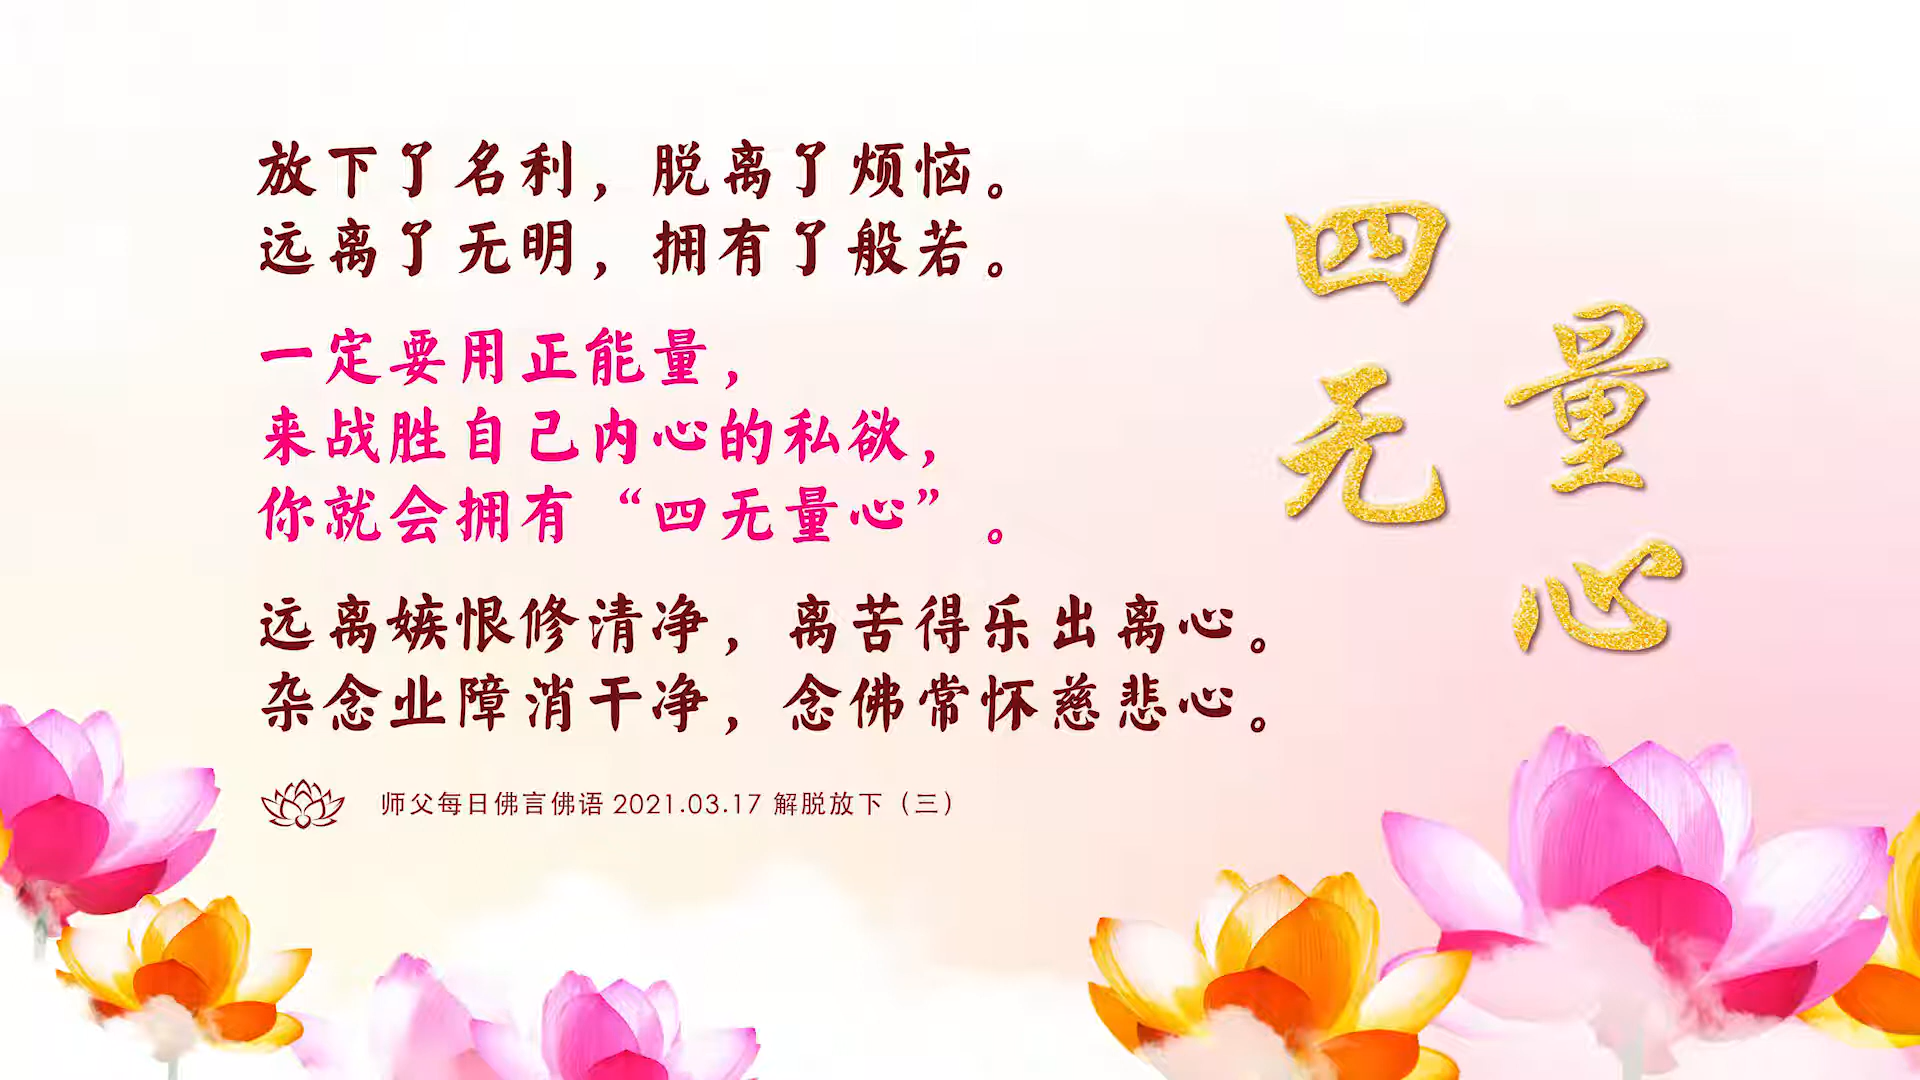 放下了名利，脱离了烦恼。
远离了无明，拥有了般若。
一定要用正能量，
来战胜自己内心的私欲，
你就会拥有“四无量心”。
远离嫉恨修清净，离苦得乐出离心。
杂念业障消干净，念佛常怀慈悲心。
师父每日佛言佛语 2021.03.17 解脱放下（三）
四无
量心